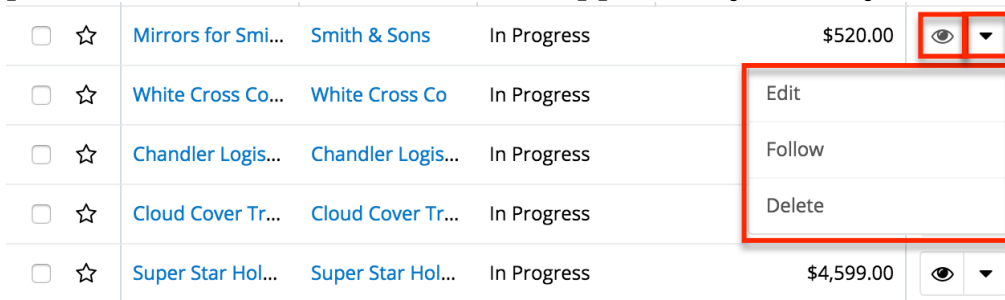 Mirrors for Smi... Smith & Sons In Progress $520.00
White Cross Co... White Cross Co In Progress Edit
Chandler Logis... Chandler Logis... In Progress Follow
Cloud Cover Tr... Cloud Cover Tr... In Progress Delete
Super Star Hol... Super Star Hol... In Progress $4,599.00